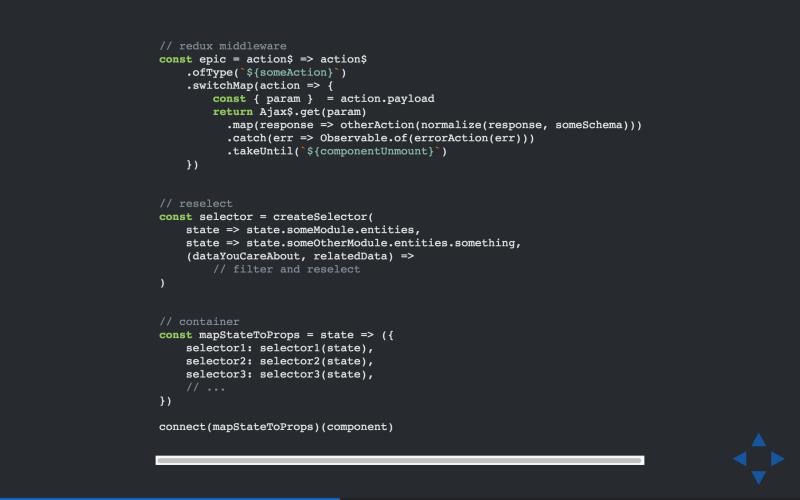 // redux middleware
const epic = action$ => action$
    .ofType(`${someAction}`)
    .switchMap(action => {
        const { param }  = action.payload
        return Ajax$.get(param)
          .map(response => otherAction(normalize(response, someSchema)))
          .catch(err => Observable.of(errorAction(err)))
          .takeUntil(`${componentUnmount}`)
    })
// reselect
const selector = createSelector(
    state => state.someModule.entities,
    state => state.someOtherModule.entities.something,
    (dataYouCareAbout, relatedData) =>
        // filter and reselect
)
// container
const mapStateToProps = state => ({
    selector1: selector1(state),
    selector2: selector2(state),
    selector3: selector3(state),
    // ...
})
connect(mapStateToProps)(component)